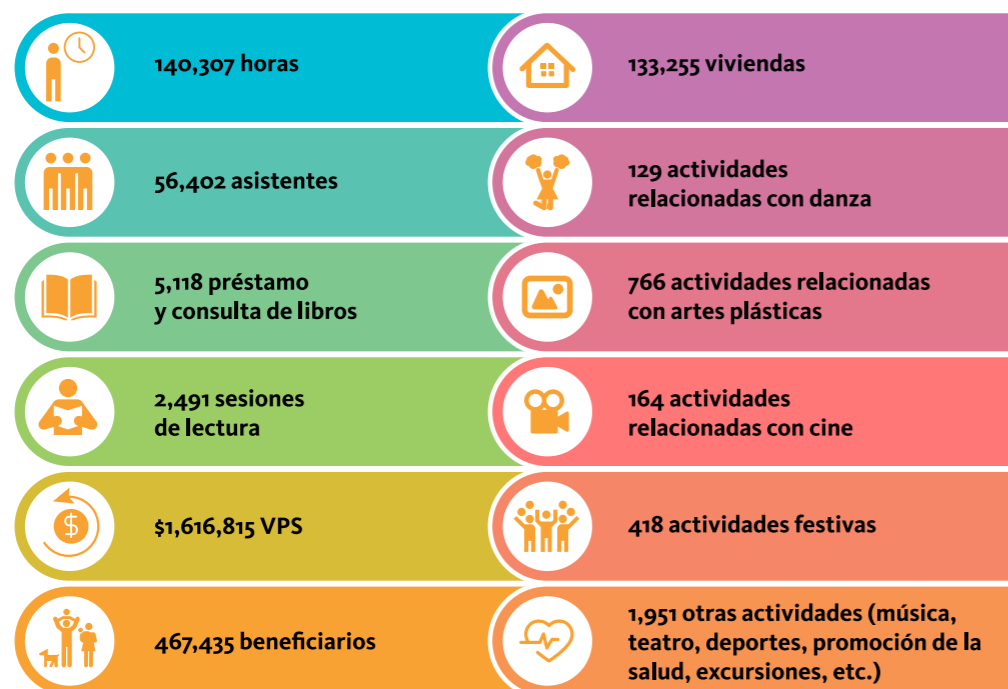 140,307 horas
56,402 asistentes
5,118 préstamo
y consulta de libros
2,491 sesiones
de lectura
$1,616,815 VPS
467,435 beneficiarios
133,255 viviendas
129 actividades
relacionadas con danza
766 actividades relacionadas
con artes plásticas
164 actividades
relacionadas con cine
418 actividades festivas
1,951 otras actividades (música,
teatro, deportes, promoción de la
salud, excursiones, etc.)